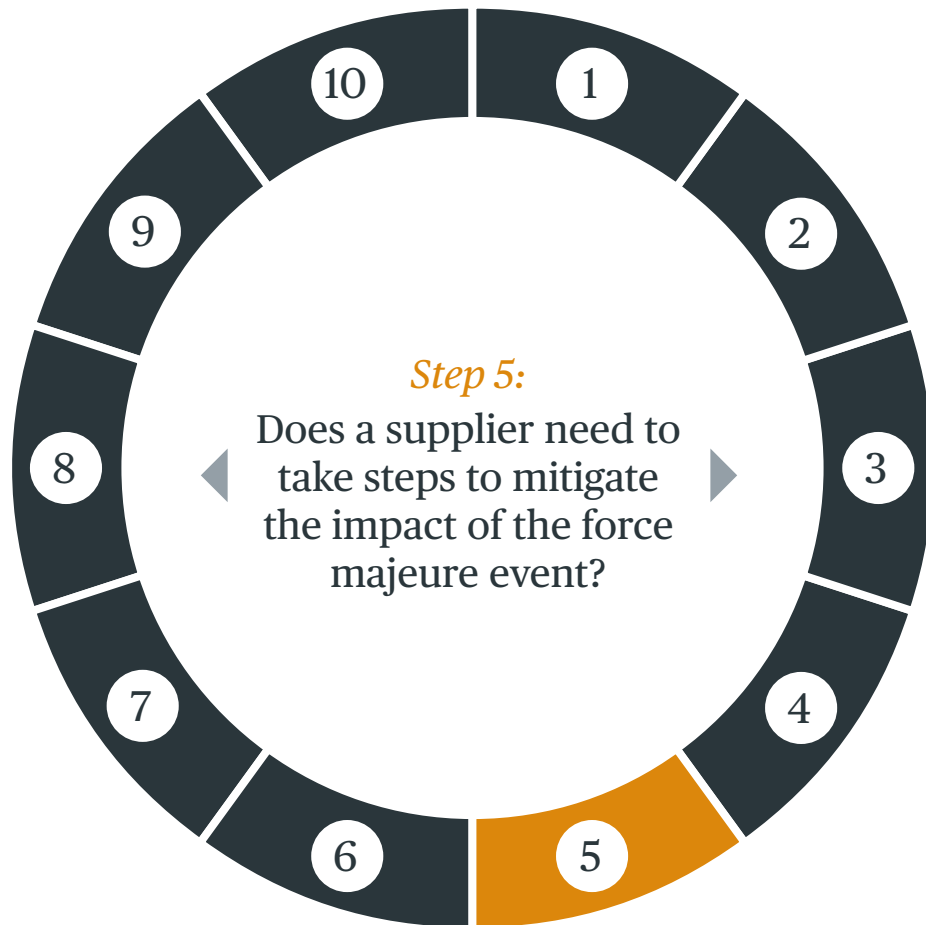 10
1
9
2
Step 5:
Does a supplier need to
take steps to mitigate
the impact of the force
majeure event?
8
3
7
4
6
5